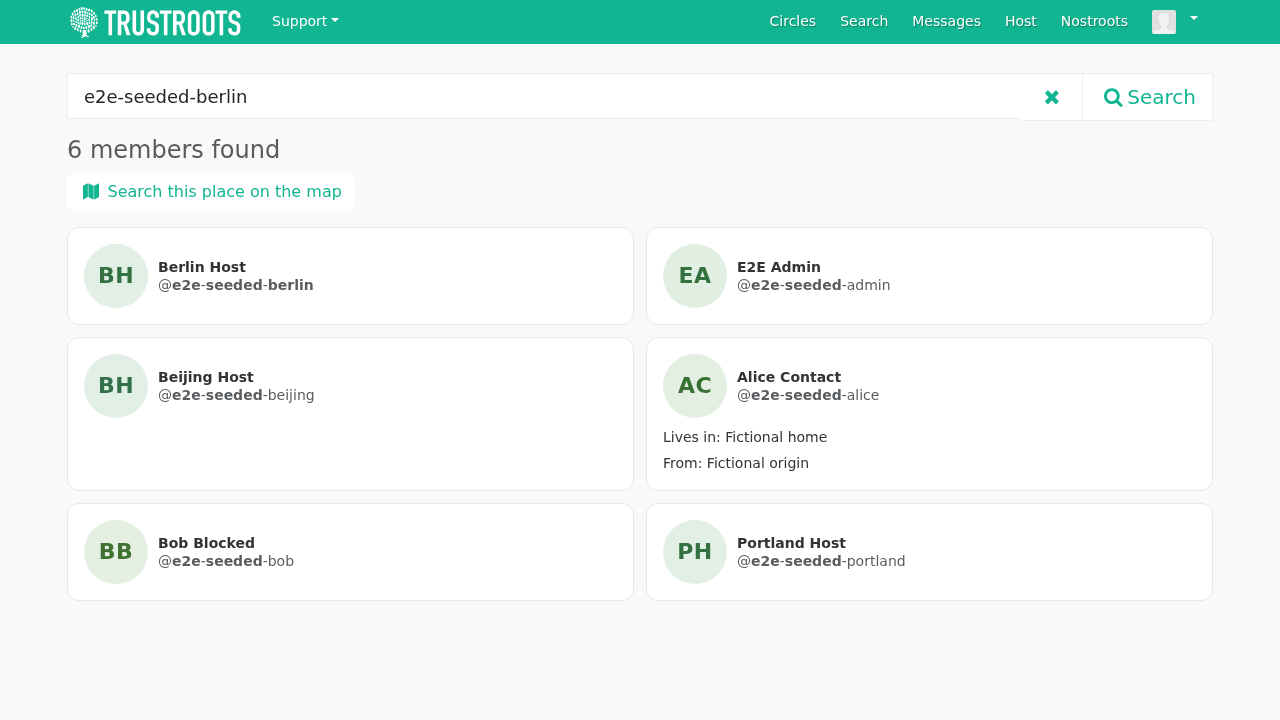 TRUSTROOTS Support Circles Search Messages Host Nostroots
e2e-seeded-berlin Search
6 members found
Search this place on the map
BH Berlin Host
@e2e-seeded-berlin
EA E2E Admin
@e2e-seeded-admin
BH Beijing Host
@e2e-seeded-beijing
AC Alice Contact
@e2e-seeded-alice
Lives in: Fictional home
From: Fictional origin
BB Bob Blocked
@e2e-seeded-bob
PH Portland Host
@e2e-seeded-portland